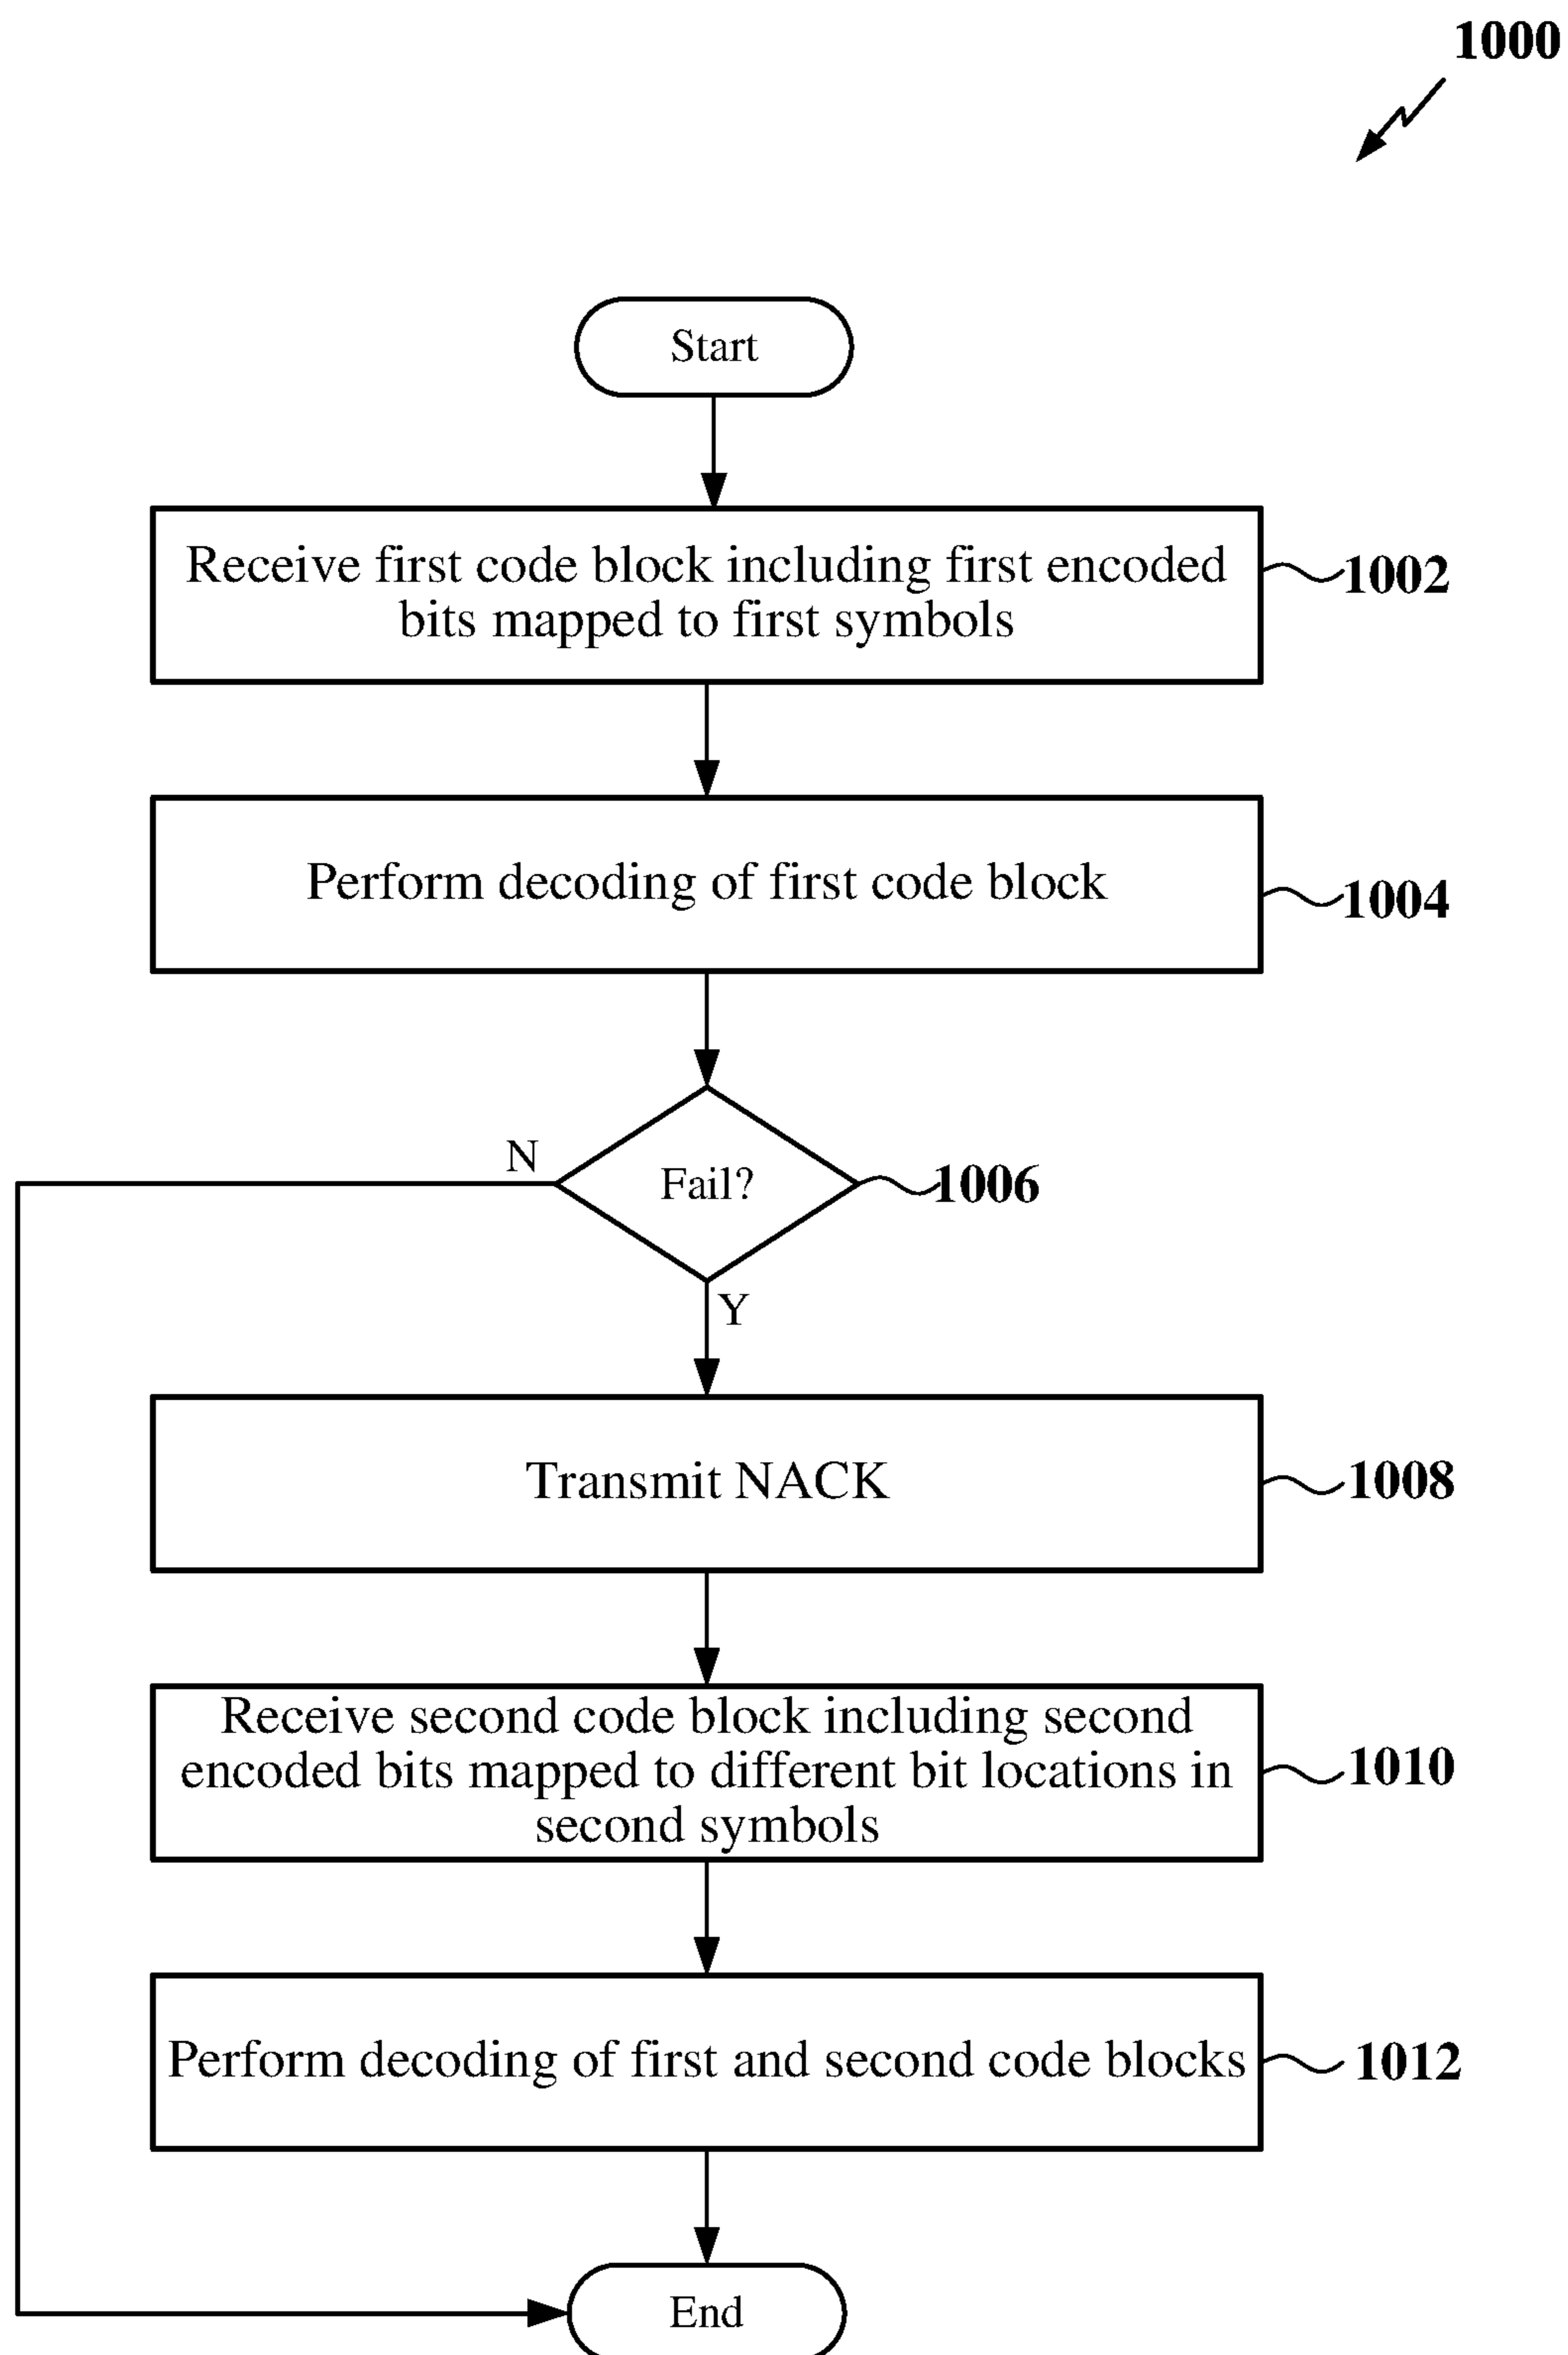 1000
Start
Receive first code block including first encoded
bits mapped to first symbols
1002
Perform decoding of first code block
1004
N
Fail?
1006
Y
Transmit NACK
1008
Receive second code block including second
encoded bits mapped to different bit locations in
second symbols
1010
Perform decoding of first and second code blocks
1012
End